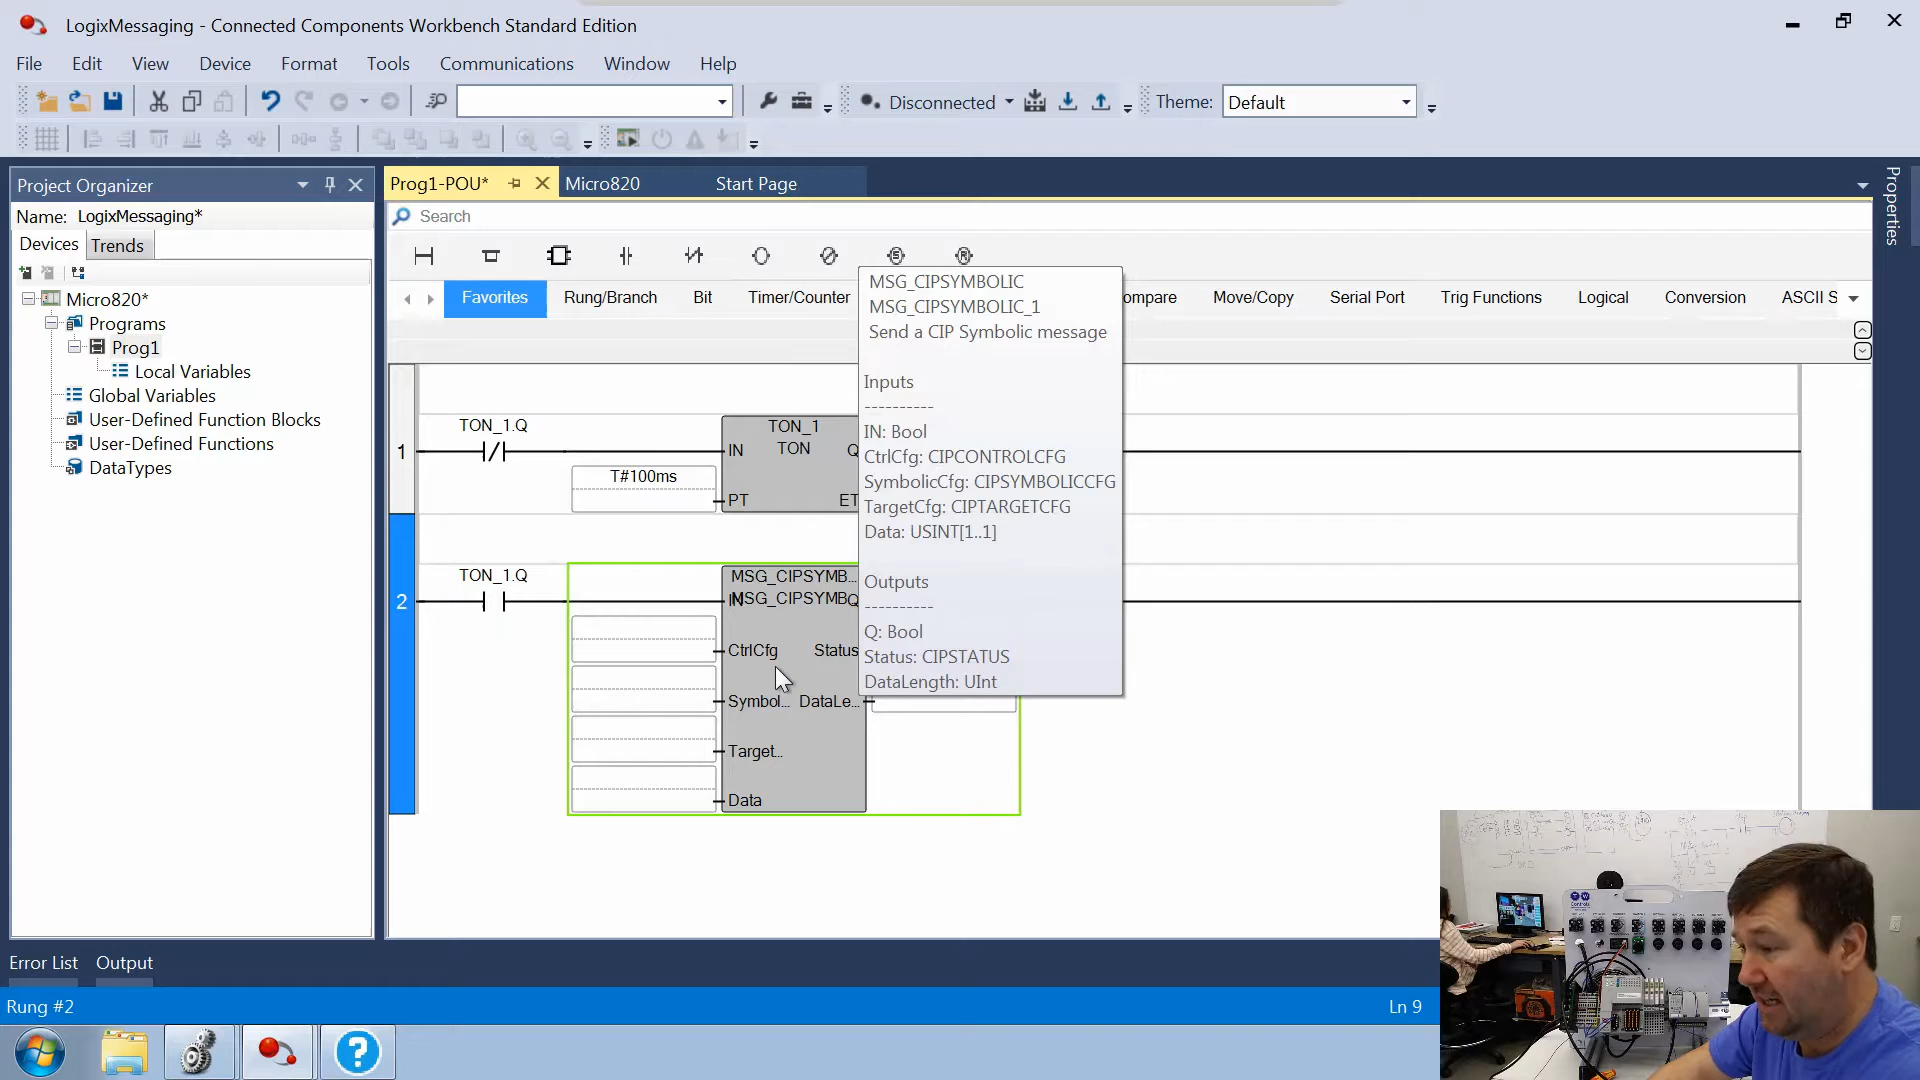 LogixMessaging - Connected Components Workbench Standard Edition
File Edit View Device Format Tools Communications Window Help
Disconnected Theme: Default
Project Organizer
Name: LogixMessaging*
Devices Trends
Micro820*
Programs
Prog1
Local Variables
Global Variables
User-Defined Function Blocks
User-Defined Functions
DataTypes
Prog1-POU* Micro820 Start Page
Search
Favorites Rung/Branch Bit Timer/Counter ompare Move/Copy Serial Port Trig Functions Logical Conversion ASCII S
MSG_CIPSYMBOLIC
MSG_CIPSYMBOLIC_1
Send a CIP Symbolic message
Inputs
----------
IN: Bool
CtrlCfg: CIPCONTROLCFG
SymbolicCfg: CIPSYMBOLICCFG
TargetCfg: CIPTARGETCFG
Data: USINT[1..1]
Outputs
----------
Q: Bool
Status: CIPSTATUS
DataLength: UInt
1
TON_1.Q
TON_1
TON
IN Q
T#100ms
PT ET
2
TON_1.Q
MSG_CIPSYMB...
MSG_CIPSYMB
IN Q
CtrlCfg Status
Symbol... DataLe...
Target...
Data
Properties
Error List Output
Rung #2 Ln 9
TW
Controls